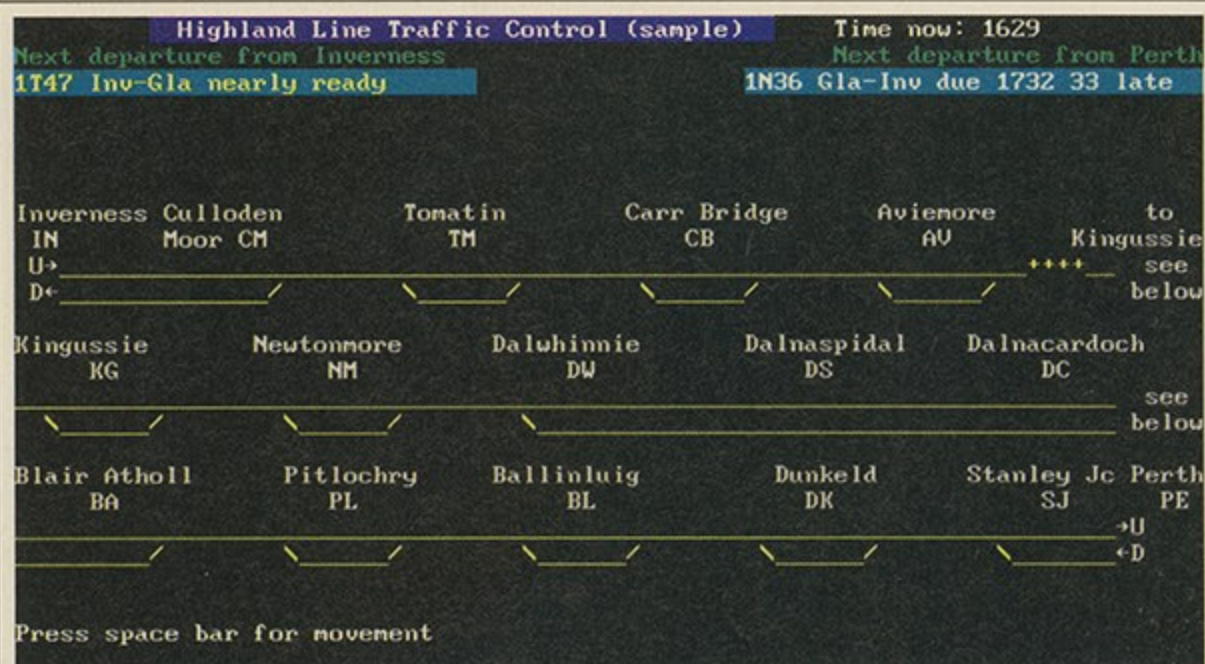 Highland Line Traffic Control (sample) Time now: 1629
Next departure from Inverness Next departure from Perth
1T47 Inv-Gla nearly ready 1N36 Gla-Inv due 1732 33 late
Inverness Culloden Tomatin Carr Bridge Aviemore to
IN Moor CM TM CB AV Kingussie
U→ ++++ see
D← below
Kingussie Newtonmore Dalwhinnie Dalnaspidal Dalnacardoch
KG NM DW DS DC
see
below
Blair Atholl Pitlochry Ballinluig Dunkeld Stanley Jc Perth
BA PL BL DK SJ PE
→U
←D
Press space bar for movement